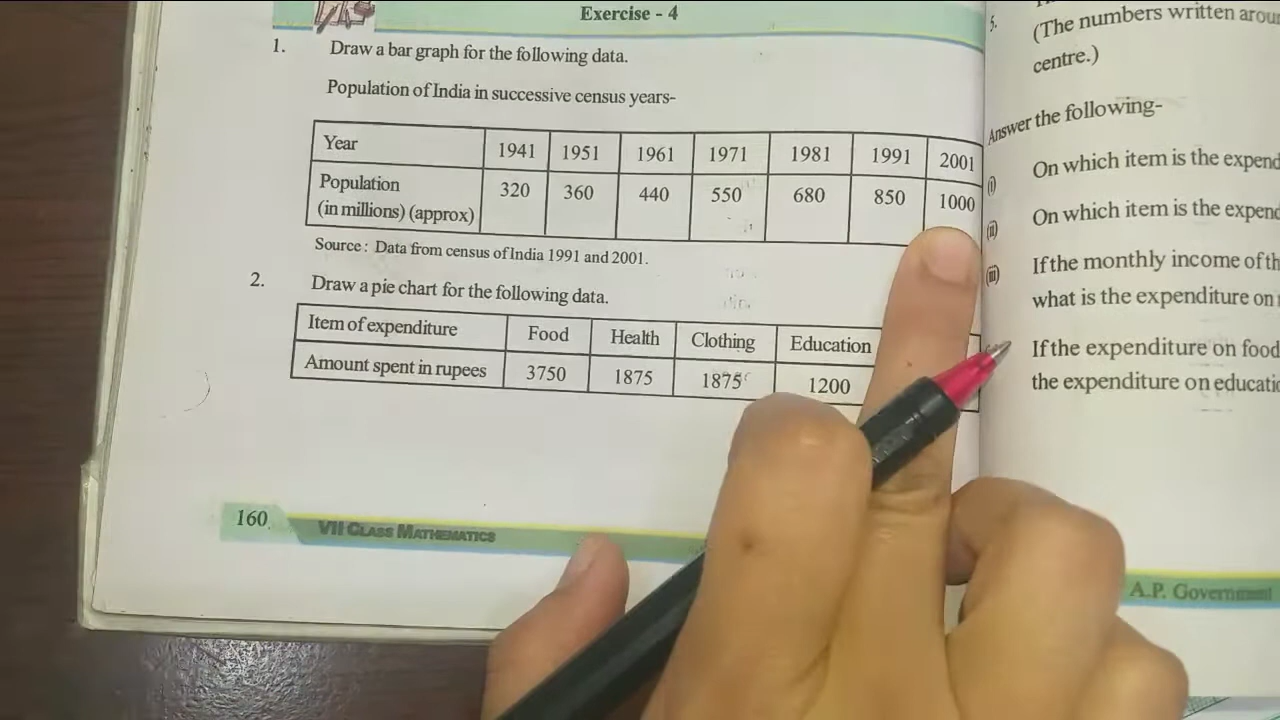 Exercise - 4
1. Draw a bar graph for the following data.
Population of India in successive census years-
Year 1941 1951 1961 1971 1981 1991 2001
Population
(in millions) (approx) 320 360 440 550 680 850 1000
Source : Data from census of India 1991 and 2001.
2. Draw a pie chart for the following data.
Item of expenditure Food Health Clothing Education
Amount spent in rupees 3750 1875 1875 1200
160 VII CLASS MATHEMATICS
5.
(The numbers written
centre.)
Answer the following-
(i) On which item is the
(ii) On which item is the
(iii) If the monthly income of
what is the expenditure on
If the expenditure on food
the expenditure on
A.P. Government